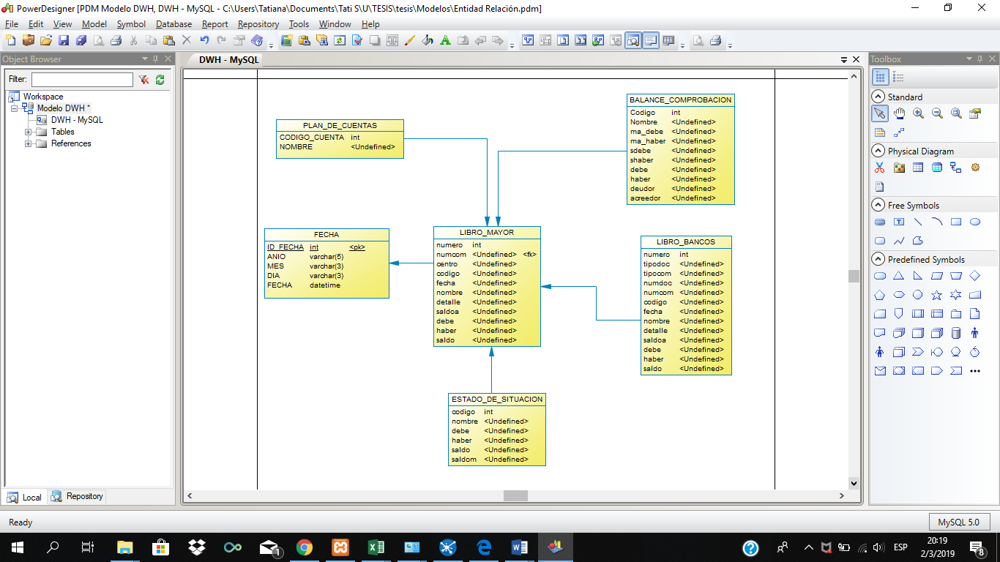 PowerDesigner [PDM Modelo DWH, DWH - MySQL - C:\Users\Tatiana\Documents\Tati S\U\TESIS\tesis\Modelos\Entidad Relación.pdm]
File Edit View Model Symbol Database Report Repository Tools Window Help
Object Browser
Filter:
Workspace
Modelo DWH *
DWH - MySQL
Tables
References
Local Repository
DWH - MySQL
PLAN_DE_CUENTAS
CODIGO_CUENTA int
NOMBRE <Undefined>
BALANCE_COMPROBACION
Codigo int
Nombre <Undefined>
ma_debe <Undefined>
ma_haber <Undefined>
sdebe <Undefined>
shaber <Undefined>
debe <Undefined>
haber <Undefined>
deudor <Undefined>
acreedor <Undefined>
FECHA
ID_FECHA int <pk>
ANIO varchar(5)
MES varchar(3)
DIA varchar(3)
FECHA datetime
LIBRO_MAYOR
numero int
numcom <Undefined> <fk>
centro <Undefined>
codigo <Undefined>
fecha <Undefined>
nombre <Undefined>
detalle <Undefined>
saldoa <Undefined>
debe <Undefined>
haber <Undefined>
saldo <Undefined>
LIBRO_BANCOS
numero int
tipodoc <Undefined>
tipocom <Undefined>
numdoc <Undefined>
numcom <Undefined>
codigo <Undefined>
fecha <Undefined>
nombre <Undefined>
detalle <Undefined>
saldoa <Undefined>
debe <Undefined>
haber <Undefined>
saldo <Undefined>
ESTADO_DE_SITUACION
codigo int
nombre <Undefined>
debe <Undefined>
haber <Undefined>
saldo <Undefined>
saldom <Undefined>
Toolbox
Standard
Physical Diagram
Free Symbols
Predefined Symbols
Ready
MySQL 5.0
1
ESP
20:19
2/3/2019
8